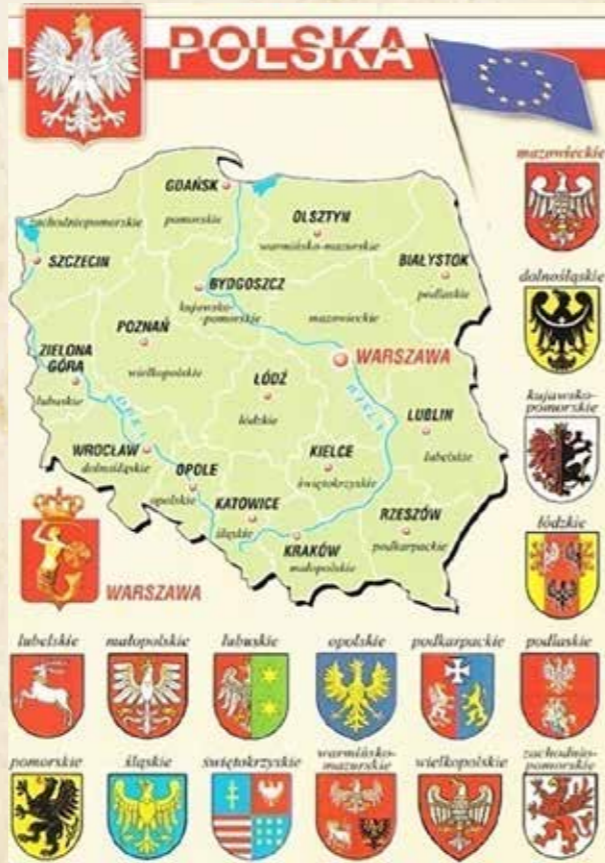 POLSKA
mazowieckie
GDAŃSK
zachodniopomorskie
pomorskie
OLSZTYN
warmińsko-mazurskie
SZCZECIN
BIAŁYSTOK
podlaskie
dolnośląskie
BYDGOSZCZ
kujawsko-
pomorskie
mazowieckie
POZNAŃ
WARSZAWA
ZIELONA
GÓRA
wielkopolskie
ŁÓDŹ
WISŁA
lubuskie
ODRA
łódzkie
LUBLIN
kujawsko-
pomorskie
WROCŁAW
dolnośląskie
KIELCE
lubelskie
OPOLE
świętokrzyskie
opolskie
KATOWICE
RZESZÓW
łódzkie
śląskie
KRAKÓW
podkarpackie
małopolskie
WARSZAWA
lubelskie małopolskie lubuskie opolskie podkarpackie podlaskie
pomorskie śląskie świętokrzyskie warmińsko-
mazurskie wielkopolskie zachodnio-
pomorskie